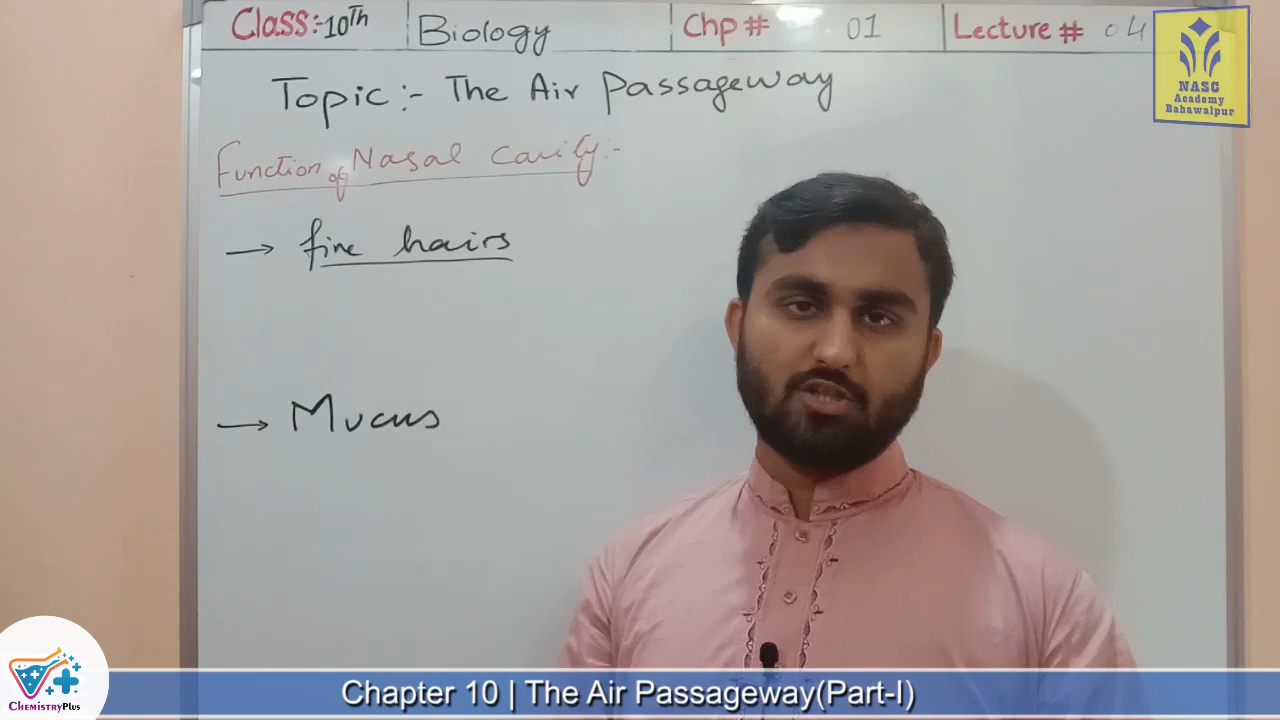 Class:- 10Th Biology Chp # 01 Lecture # 04
NASC
Academy
Bahawalpur
Topic:- The Air Passageway
Function of Nasal Cavity:-
→ fine hairs
→ Mucus
ChemistryPlus
Chapter 10 | The Air Passageway(Part-I)